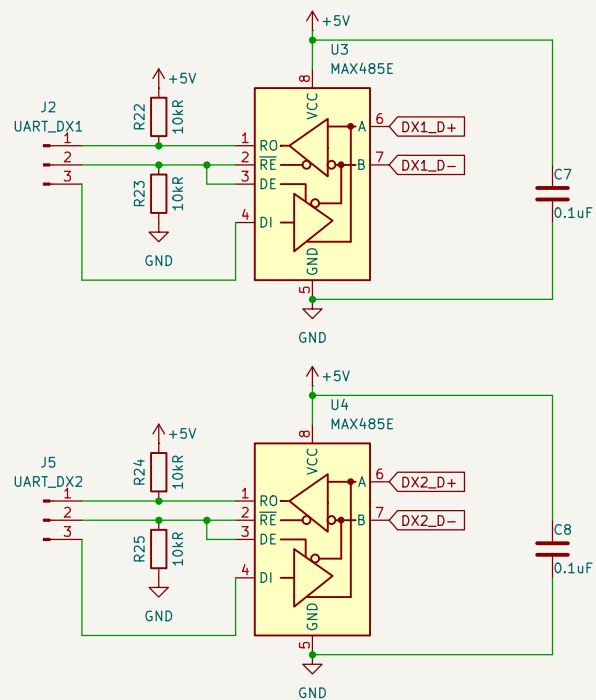 +5V
U3
MAX485E
8
VCC
+5V
J2
UART_DX1
R22
10kR
1
2
3
1
RO
2
RE
3
DE
4
DI
A
6
DX1_D+
B
7
DX1_D-
R23
10kR
GND
C7
0.1uF
GND
5
GND
+5V
U4
MAX485E
8
VCC
+5V
J5
UART_DX2
R24
10kR
1
2
3
1
RO
2
RE
3
DE
4
DI
A
6
DX2_D+
B
7
DX2_D-
R25
10kR
GND
C8
0.1uF
GND
5
GND